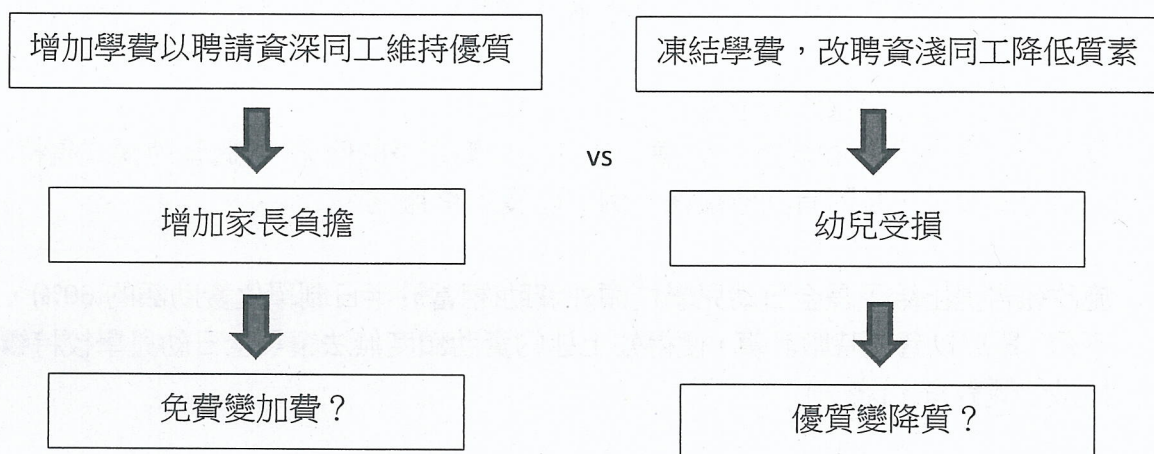 增加學費以聘請資深同工維持優質
凍結學費，改聘資淺同工降低質素
vs
增加家長負擔
幼兒受損
免費變加費？
優質變降質？